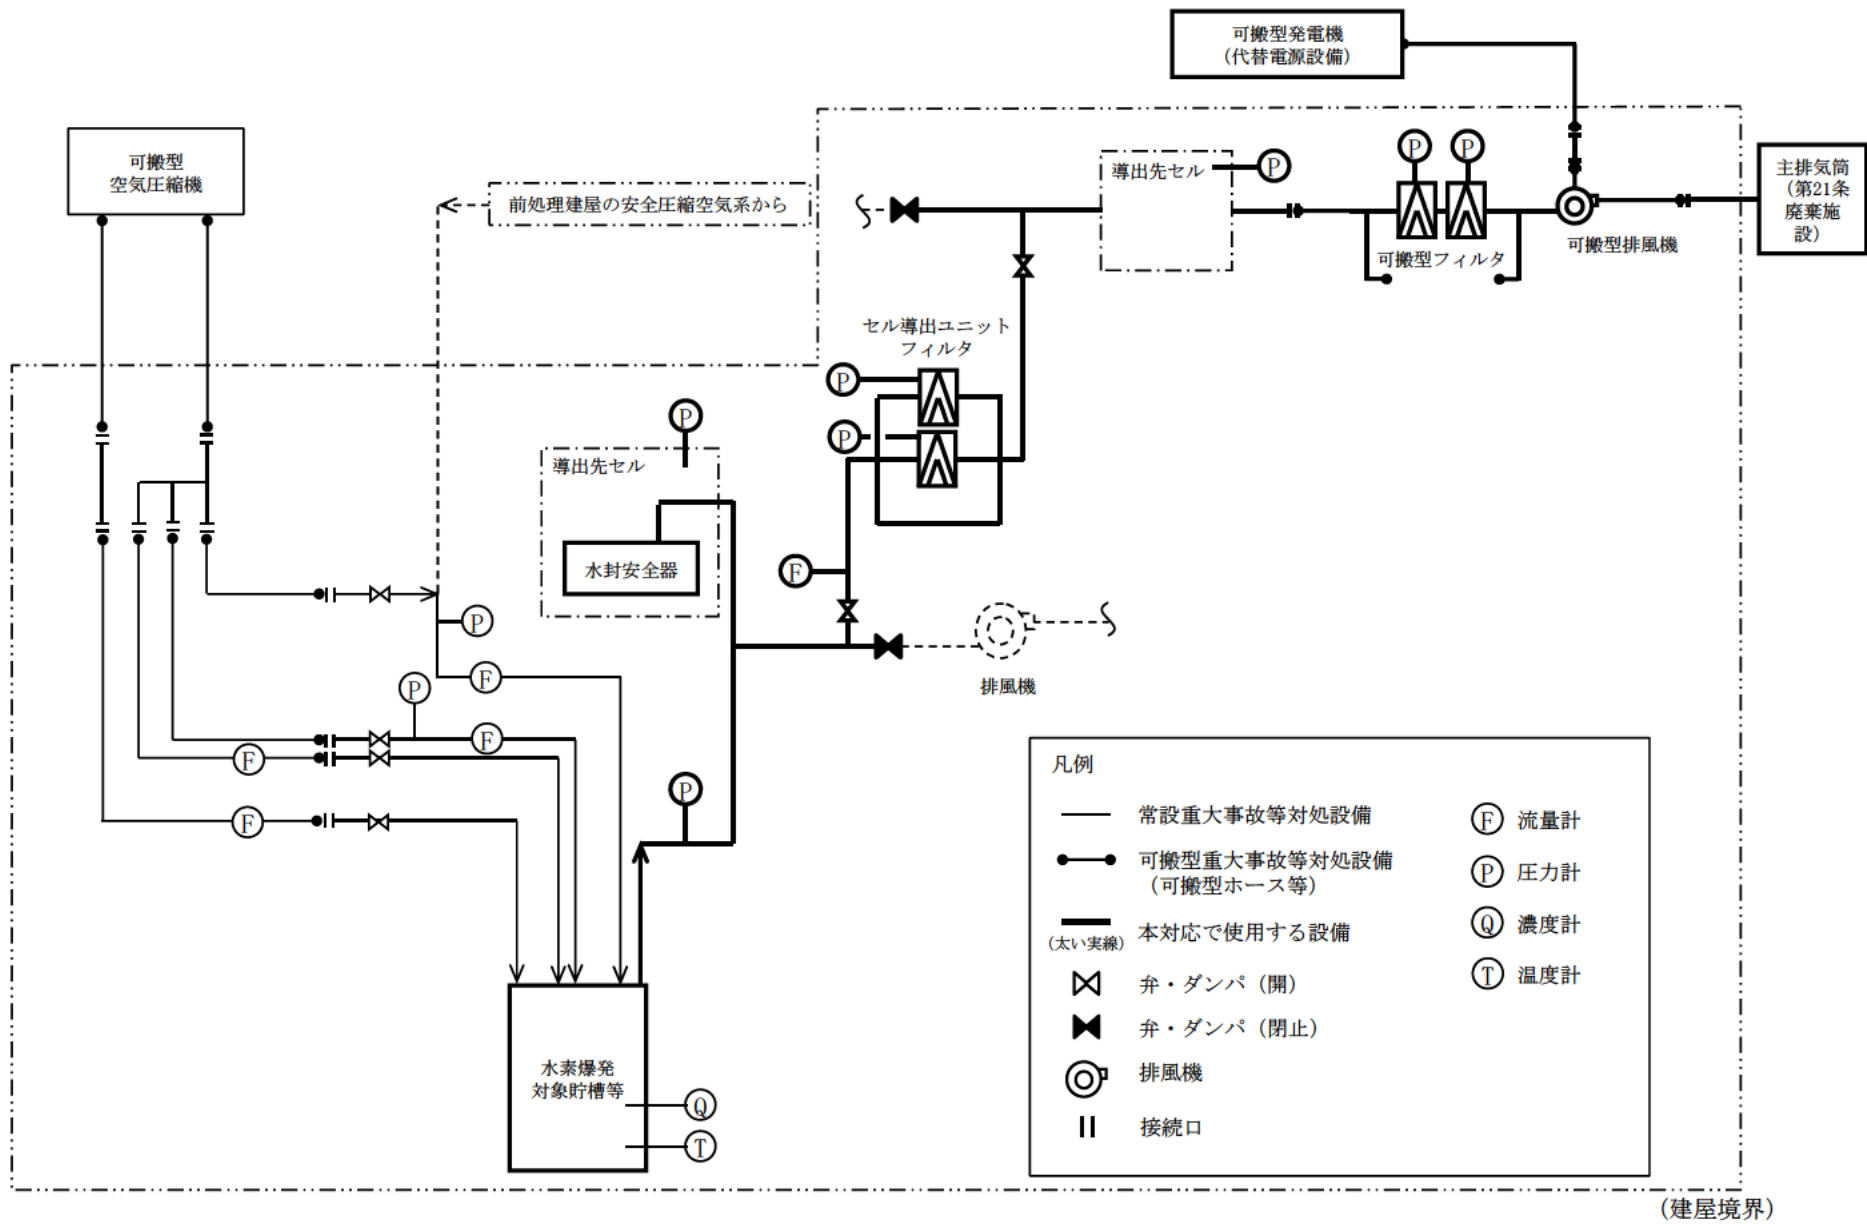 可搬型発電機
（代替電源設備）
可搬型
空気圧縮機
前処理建屋の安全圧縮空気系から
導出先セル
P
P
P
主排気筒
（第21条
廃棄施
設）
可搬型フィルタ
可搬型排風機
セル導出ユニット
フィルタ
P
P
P
導出先セル
水封安全器
F
排風機
P
F
P
F
F
F
P
水素爆発
対象貯槽等
Q
T
凡例
常設重大事故等対処設備
可搬型重大事故等対処設備
（可搬型ホース等）
（太い実線）
本対応で使用する設備
弁・ダンパ（開）
弁・ダンパ（閉止）
排風機
接続口
F 流量計
P 圧力計
Q 濃度計
T 温度計
（建屋境界）